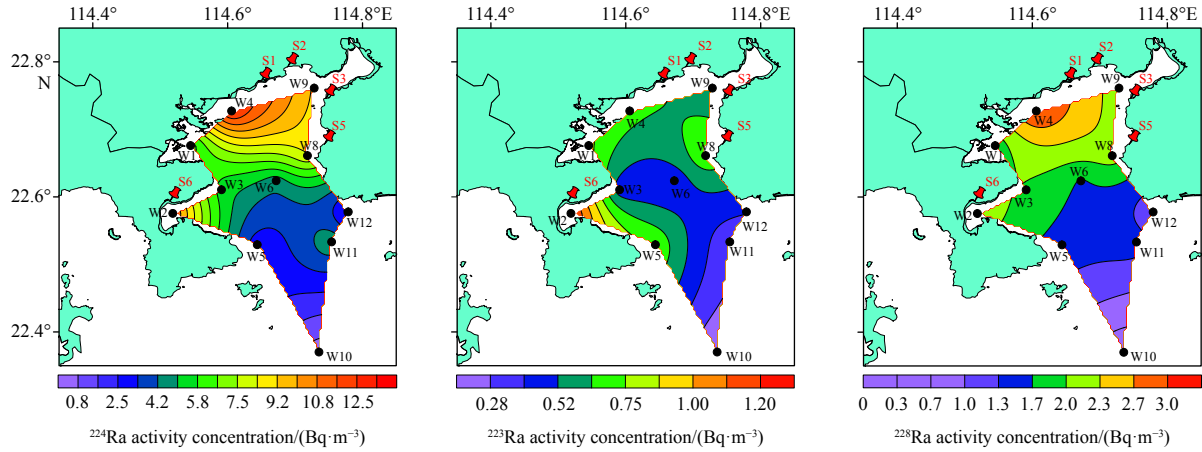 114.4° 114.6° 114.8°E
114.4° 114.6° 114.8°E
114.4° 114.6° 114.8°E
22.8°
N
22.6°
22.4°
S1 S2 S3 S5 S6
W1 W2 W3 W4 W5 W6 W8 W9 W10 W11 W12
S1 S2 S3 S5 S6
W1 W2 W3 W4 W5 W6 W8 W9 W10 W11 W12
S1 S2 S3 S5 S6
W1 W2 W3 W4 W5 W6 W8 W9 W10 W11 W12
0.8 2.5 4.2 5.8 7.5 9.2 10.8 12.5
0.28 0.52 0.75 1.00 1.20
0 0.3 0.7 1.0 1.3 1.7 2.0 2.3 2.7 3.0
²²⁴Ra activity concentration/(Bq·m⁻³)
²²³Ra activity concentration/(Bq·m⁻³)
²²⁸Ra activity concentration/(Bq·m⁻³)